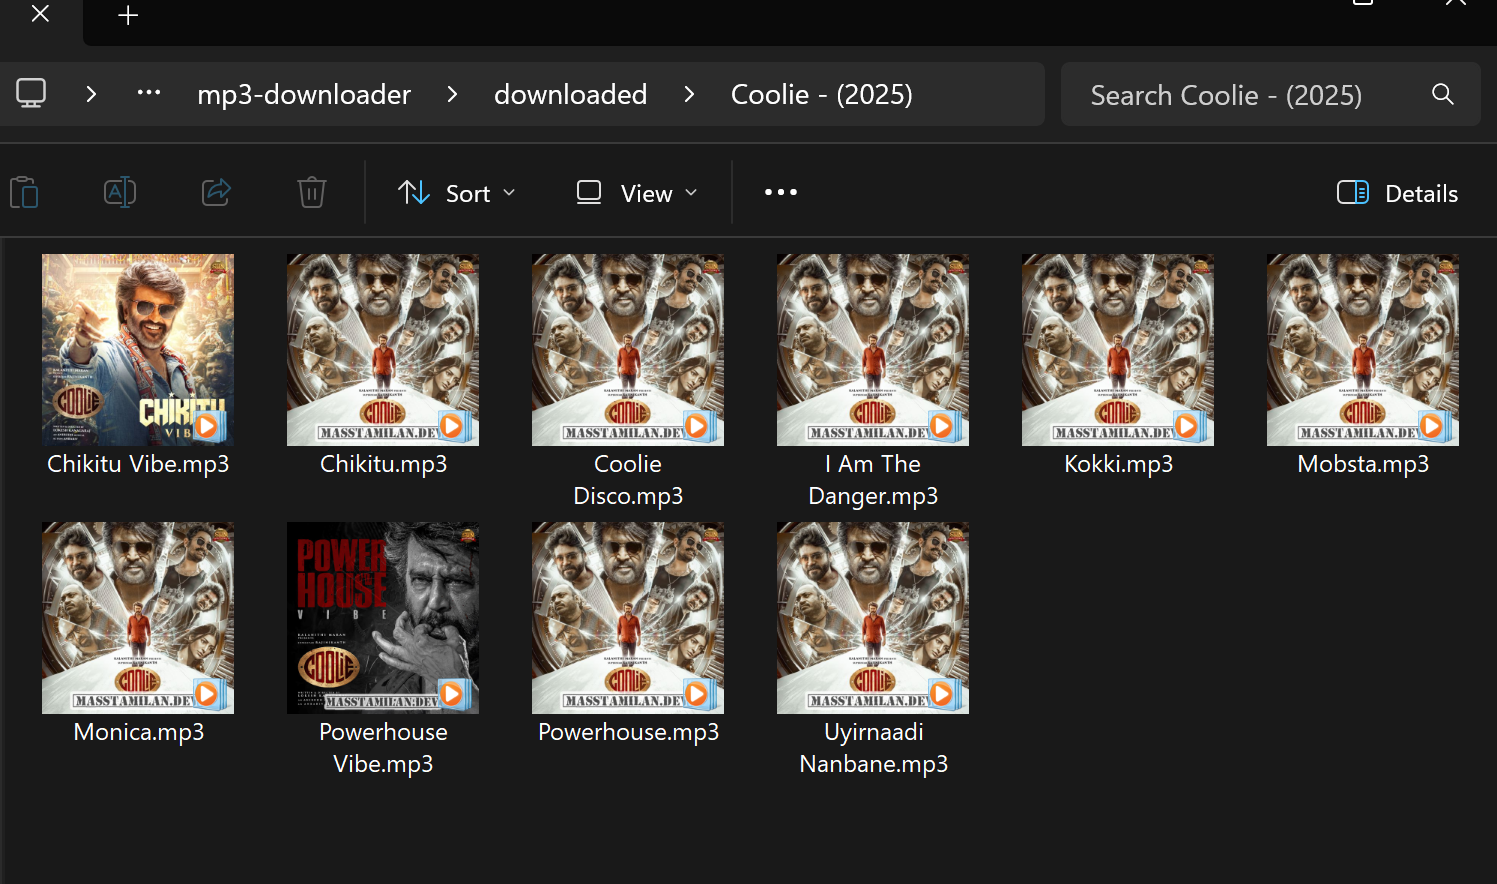 mp3-downloader
downloaded
Coolie - (2025)
Search Coolie - (2025)
Sort
View
Details
COOLIE
CHIKITU
VIB
Chikitu Vibe.mp3
COOLIE
MASSTAMILAN.DEV
Chikitu.mp3
COOLIE
MASSTAMILAN.DEV
Coolie
Disco.mp3
COOLIE
MASSTAMILAN.DEV
I Am The
Danger.mp3
COOLIE
MASSTAMILAN.DEV
Kokki.mp3
COOLIE
MASSTAMILAN.DEV
Mobsta.mp3
COOLIE
MASSTAMILAN.DEV
Monica.mp3
POWER
HOUSE
VIBE
COOLIE
MASSTAMILAN.DEV
Powerhouse
Vibe.mp3
COOLIE
MASSTAMILAN.DEV
Powerhouse.mp3
COOLIE
MASSTAMILAN.DEV
Uyirnaadi
Nanbane.mp3